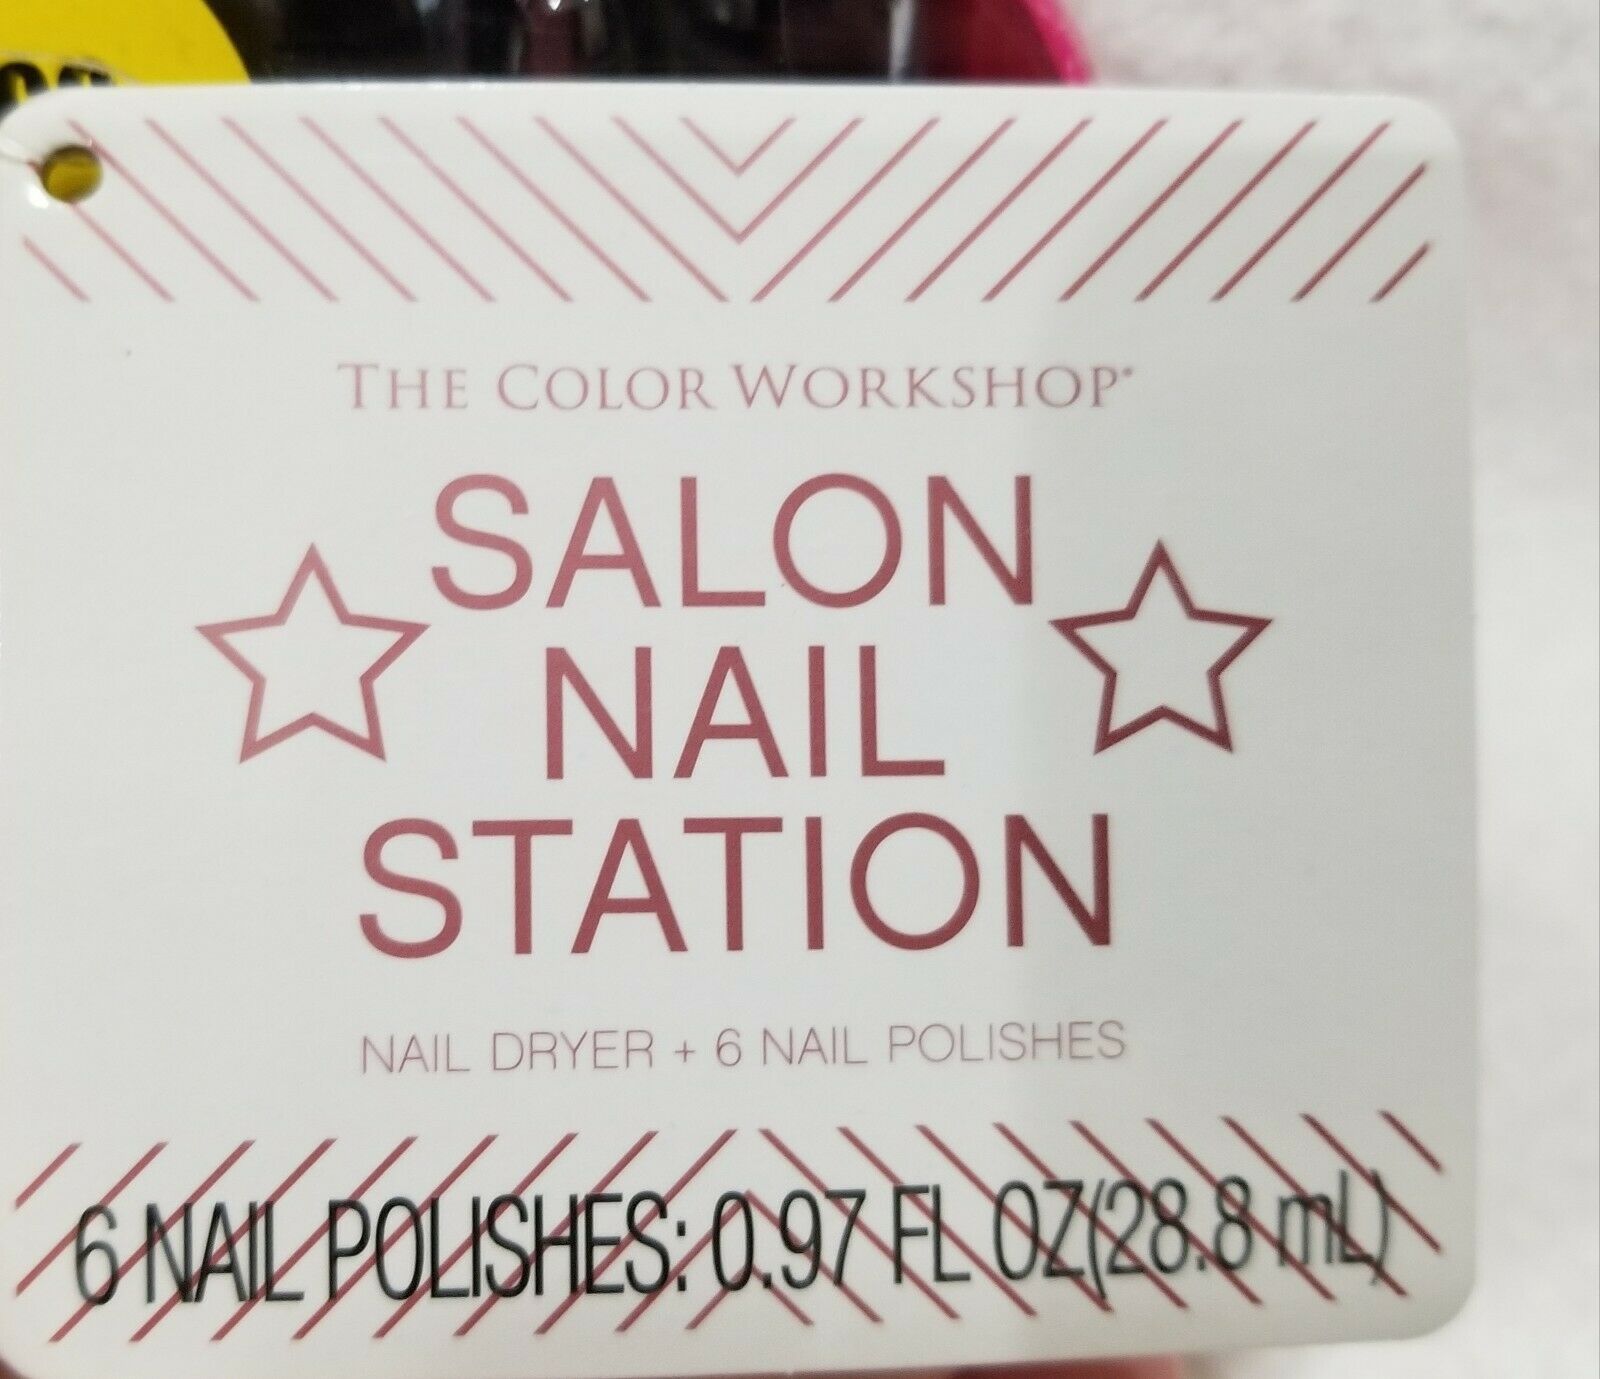 THE COLOR WORKSHOP®
SALON
NAIL
STATION
NAIL DRYER + 6 NAIL POLISHES
6 NAIL POLISHES: 0.97 FL OZ(28.8 mL)